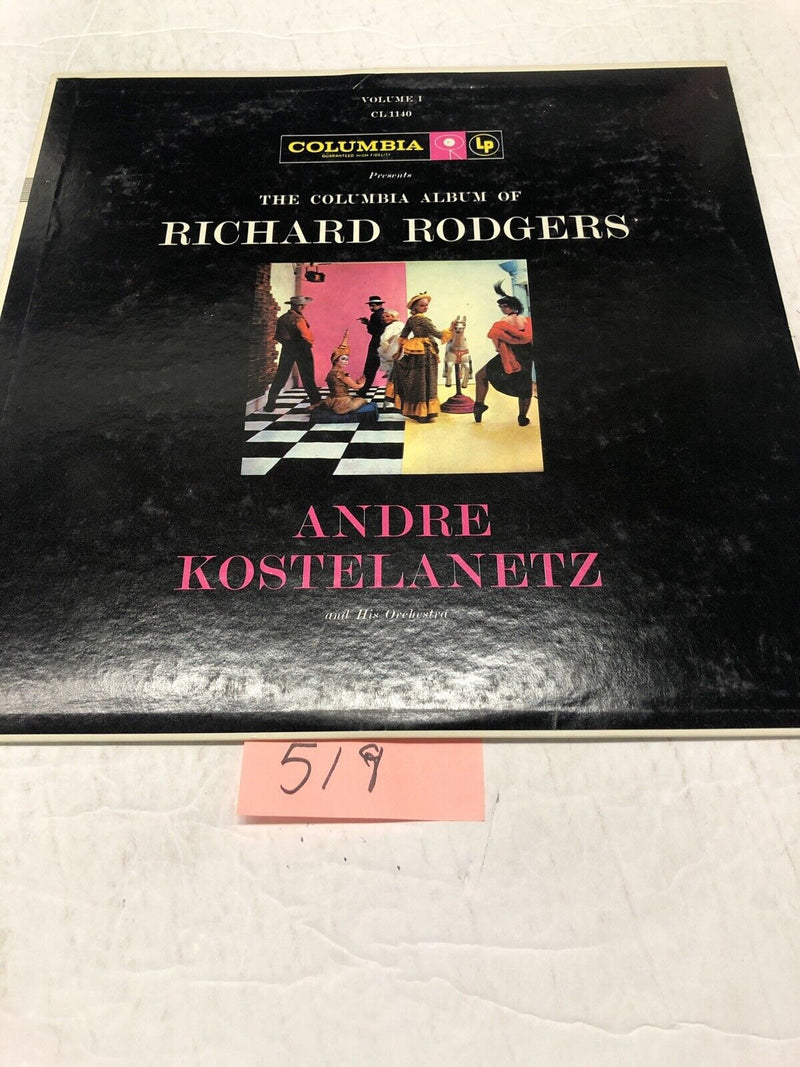 VOLUME I
CL 1140
COLUMBIA
GUARANTEED HIGH FIDELITY
Lp
Presents
THE COLUMBIA ALBUM OF
RICHARD RODGERS
ANDRE
KOSTELANETZ
and His Orchestra
519